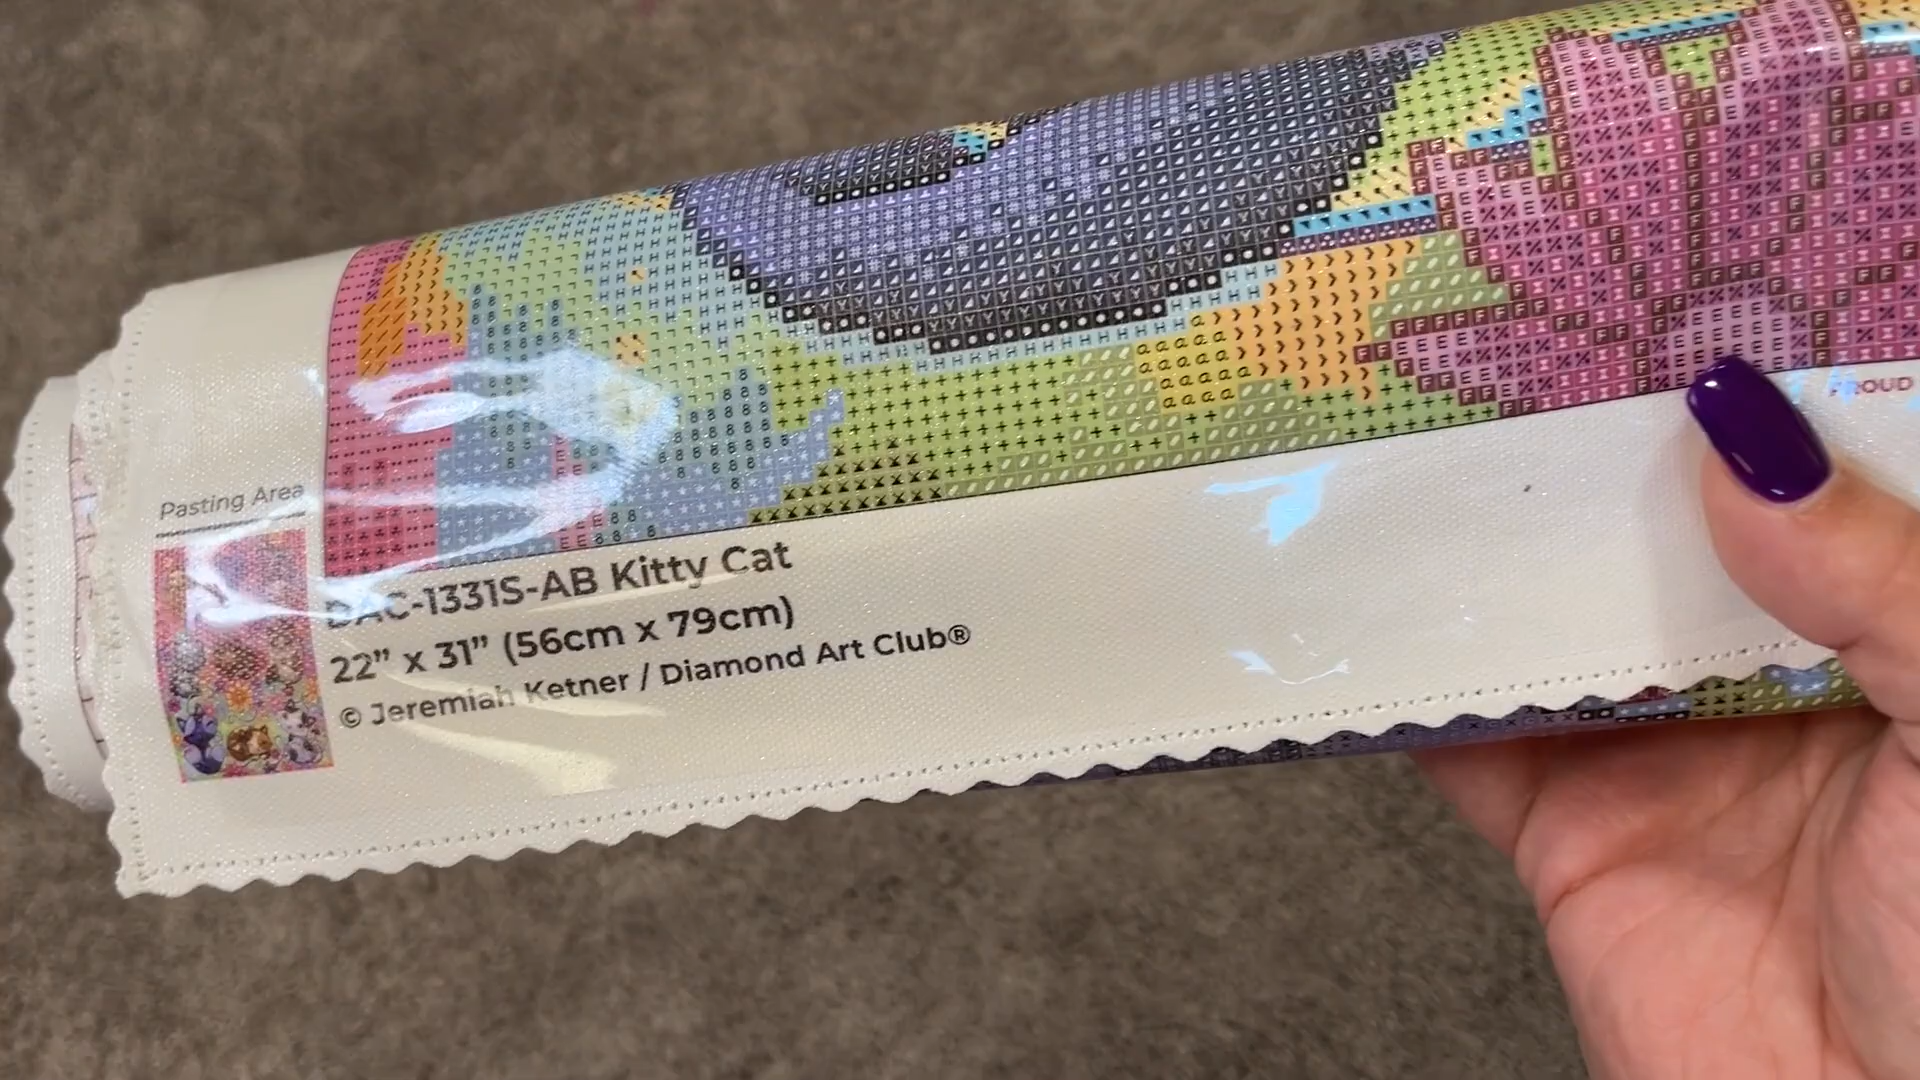 Pasting Area
DAC-1331S-AB Kitty Cat
22” x 31” (56cm x 79cm)
© Jeremiah Ketner / Diamond Art Club®
PROUD